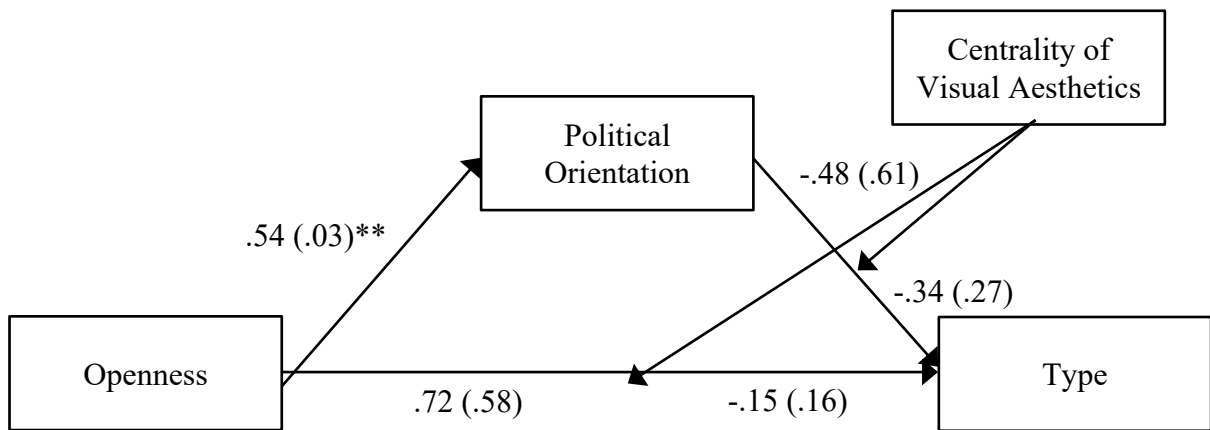 Centrality of
Visual Aesthetics
Political
Orientation
-.48 (.61)
.54 (.03)**
-.34 (.27)
Openness
Type
.72 (.58)
-.15 (.16)